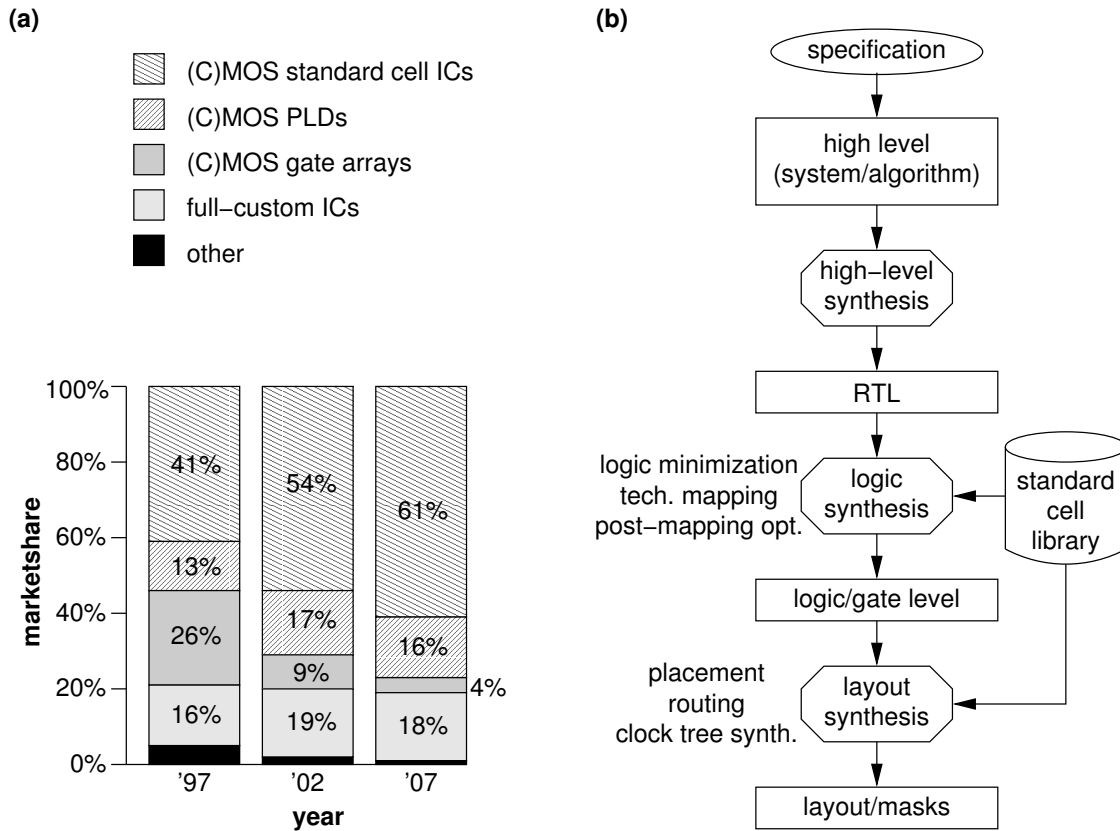 (a)
(C)MOS standard cell ICs
(C)MOS PLDs
(C)MOS gate arrays
full−custom ICs
other
100%
80%
60%
40%
20%
0%
marketshare
41%
13%
26%
16%
54%
17%
9%
19%
61%
16%
4%
18%
'97
'02
'07
year
(b)
specification
high level
(system/algorithm)
high−level
synthesis
RTL
logic minimization
tech. mapping
post−mapping opt.
logic
synthesis
standard
cell
library
logic/gate level
placement
routing
clock tree synth.
layout
synthesis
layout/masks